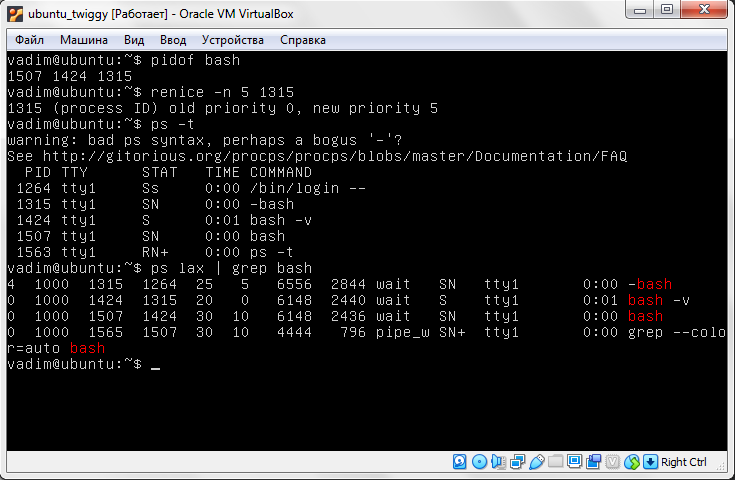 ubuntu_twiggy [Работает] - Oracle VM VirtualBox
Файл Машина Вид Ввод Устройства Справка
vadim@ubuntu:~$ pidof bash
1507 1424 1315
vadim@ubuntu:~$ renice -n 5 1315
1315 (process ID) old priority 0, new priority 5
vadim@ubuntu:~$ ps -t
warning: bad ps syntax, perhaps a bogus '-'?
See http://gitorious.org/procps/procps/blobs/master/Documentation/FAQ
  PID TTY      STAT   TIME COMMAND
 1264 tty1     Ss     0:00 /bin/login --
 1315 tty1     SN     0:00 -bash
 1424 tty1     S      0:01 bash -v
 1507 tty1     SN     0:00 bash
 1563 tty1     RN+    0:00 ps -t
vadim@ubuntu:~$ ps lax | grep bash
4  1000  1315  1264  25   5   6556  2844 wait   SN   tty1       0:00 -bash
0  1000  1424  1315  20   0   6148  2440 wait   S    tty1       0:01 bash -v
0  1000  1507  1424  30  10   6148  2436 wait   SN   tty1       0:00 bash
0  1000  1565  1507  30  10   4444   796 pipe_w SN+  tty1       0:00 grep --colo
r=auto bash
vadim@ubuntu:~$ _
Right Ctrl